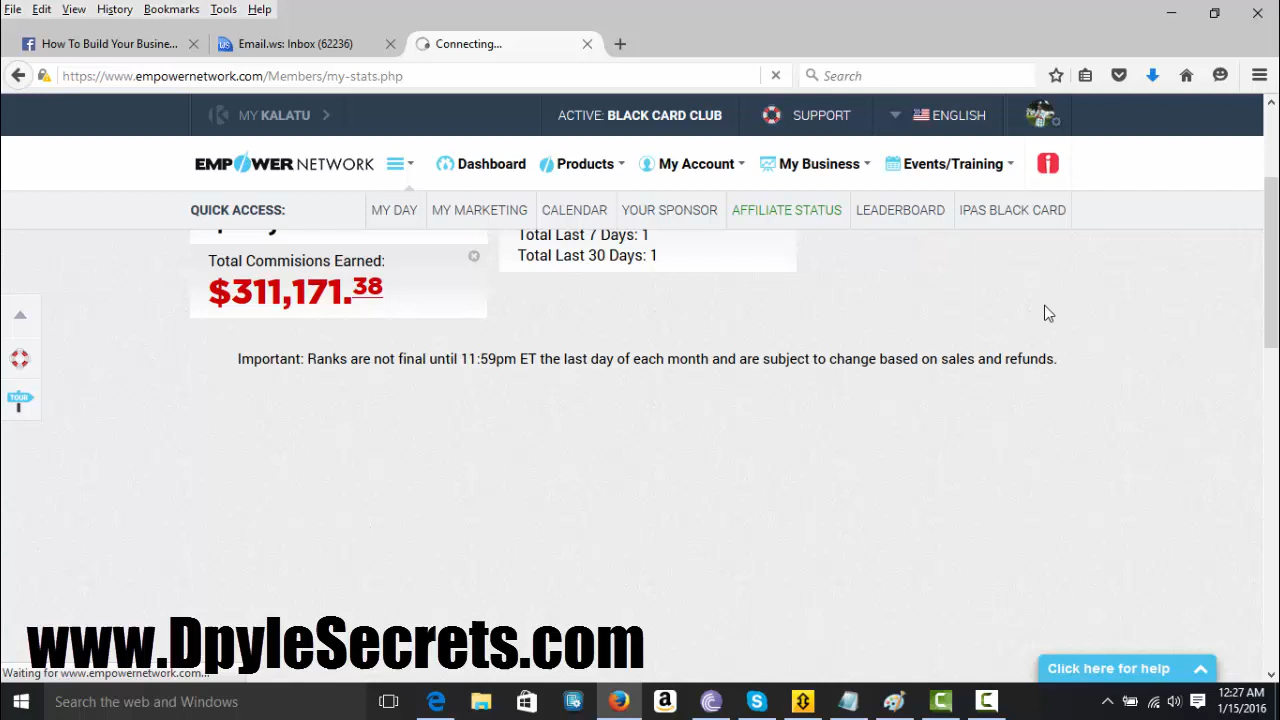 File Edit View History Bookmarks Tools Help
How To Build Your Busine...
Email.ws: Inbox (62236)
Connecting...
https://www.empowernetwork.com/Members/my-stats.php
Search
MY KALATU
ACTIVE: BLACK CARD CLUB
SUPPORT
ENGLISH
EMPOWER NETWORK
Dashboard
Products
My Account
My Business
Events/Training
QUICK ACCESS:
MY DAY
MY MARKETING
CALENDAR
YOUR SPONSOR
AFFILIATE STATUS
LEADERBOARD
IPAS BLACK CARD
Total Last 7 Days: 1
Total Last 30 Days: 1
Total Commisions Earned:
$311,171.38
TOUR
Important: Ranks are not final until 11:59pm ET the last day of each month and are subject to change based on sales and refunds.
www.DpyleSecrets.com
Waiting for www.empowernetwork.com...
Click here for help
Search the web and Windows
12:27 AM
1/15/2016